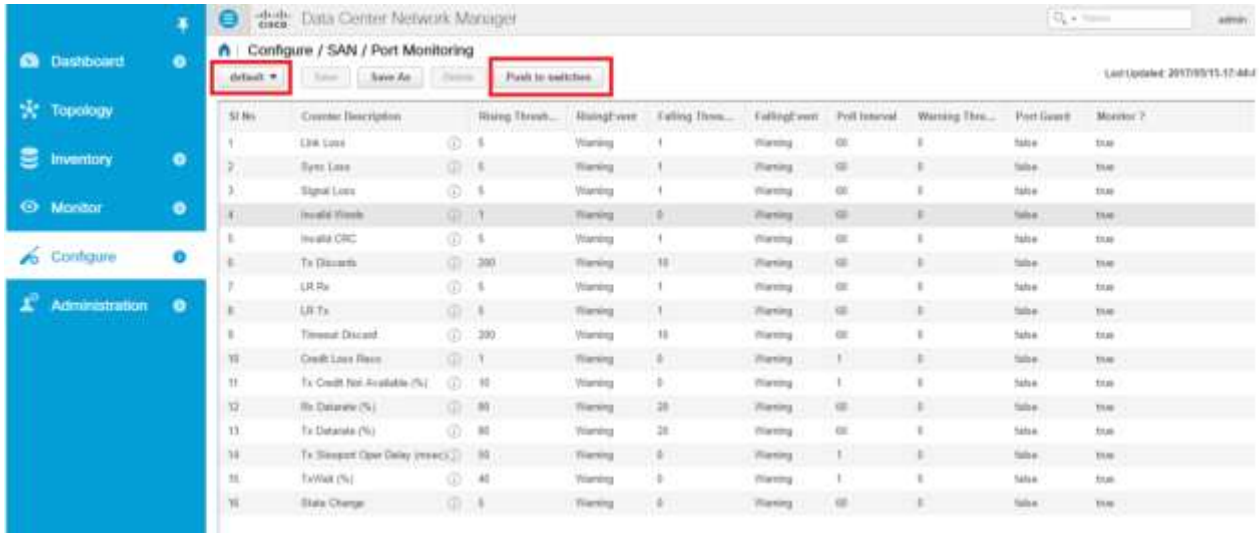 cisco Data Center Network Manager Name admin
Configure / SAN / Port Monitoring
default Save Save As Delete Push to switches
Dashboard
Topology
Inventory
Monitor
Configure
Administration
Sl No Counter Description Rising Thresh... RisingEvent Falling Thres... FallingEvent Poll Interval Warning Thre... Port Guard Monitor ?
1 Link Loss 5 Warning 1 Warning 60 0 false true
2 Sync Loss 5 Warning 1 Warning 60 0 false true
3 Signal Loss 5 Warning 1 Warning 60 0 false true
4 Invalid Words 1 Warning 0 Warning 60 0 false true
5 Invalid CRC 5 Warning 1 Warning 60 0 false true
6 Tx Discards 200 Warning 10 Warning 60 0 false true
7 LR Rx 5 Warning 1 Warning 60 0 false true
8 LR Tx 5 Warning 1 Warning 60 0 false true
9 Timeout Discard 200 Warning 10 Warning 60 0 false true
10 Credit Loss Reco 1 Warning 0 Warning 1 0 false true
11 Tx Credit Not Available (%) 10 Warning 0 Warning 1 0 false true
12 Rx Datarate (%) 80 Warning 20 Warning 60 0 false true
13 Tx Datarate (%) 80 Warning 20 Warning 60 0 false true
14 Tx Slowport Oper Delay (msec) 50 Warning 0 Warning 1 0 false true
15 TxWait (%) 40 Warning 0 Warning 1 0 false true
16 State Change 5 Warning 0 Warning 60 0 false true